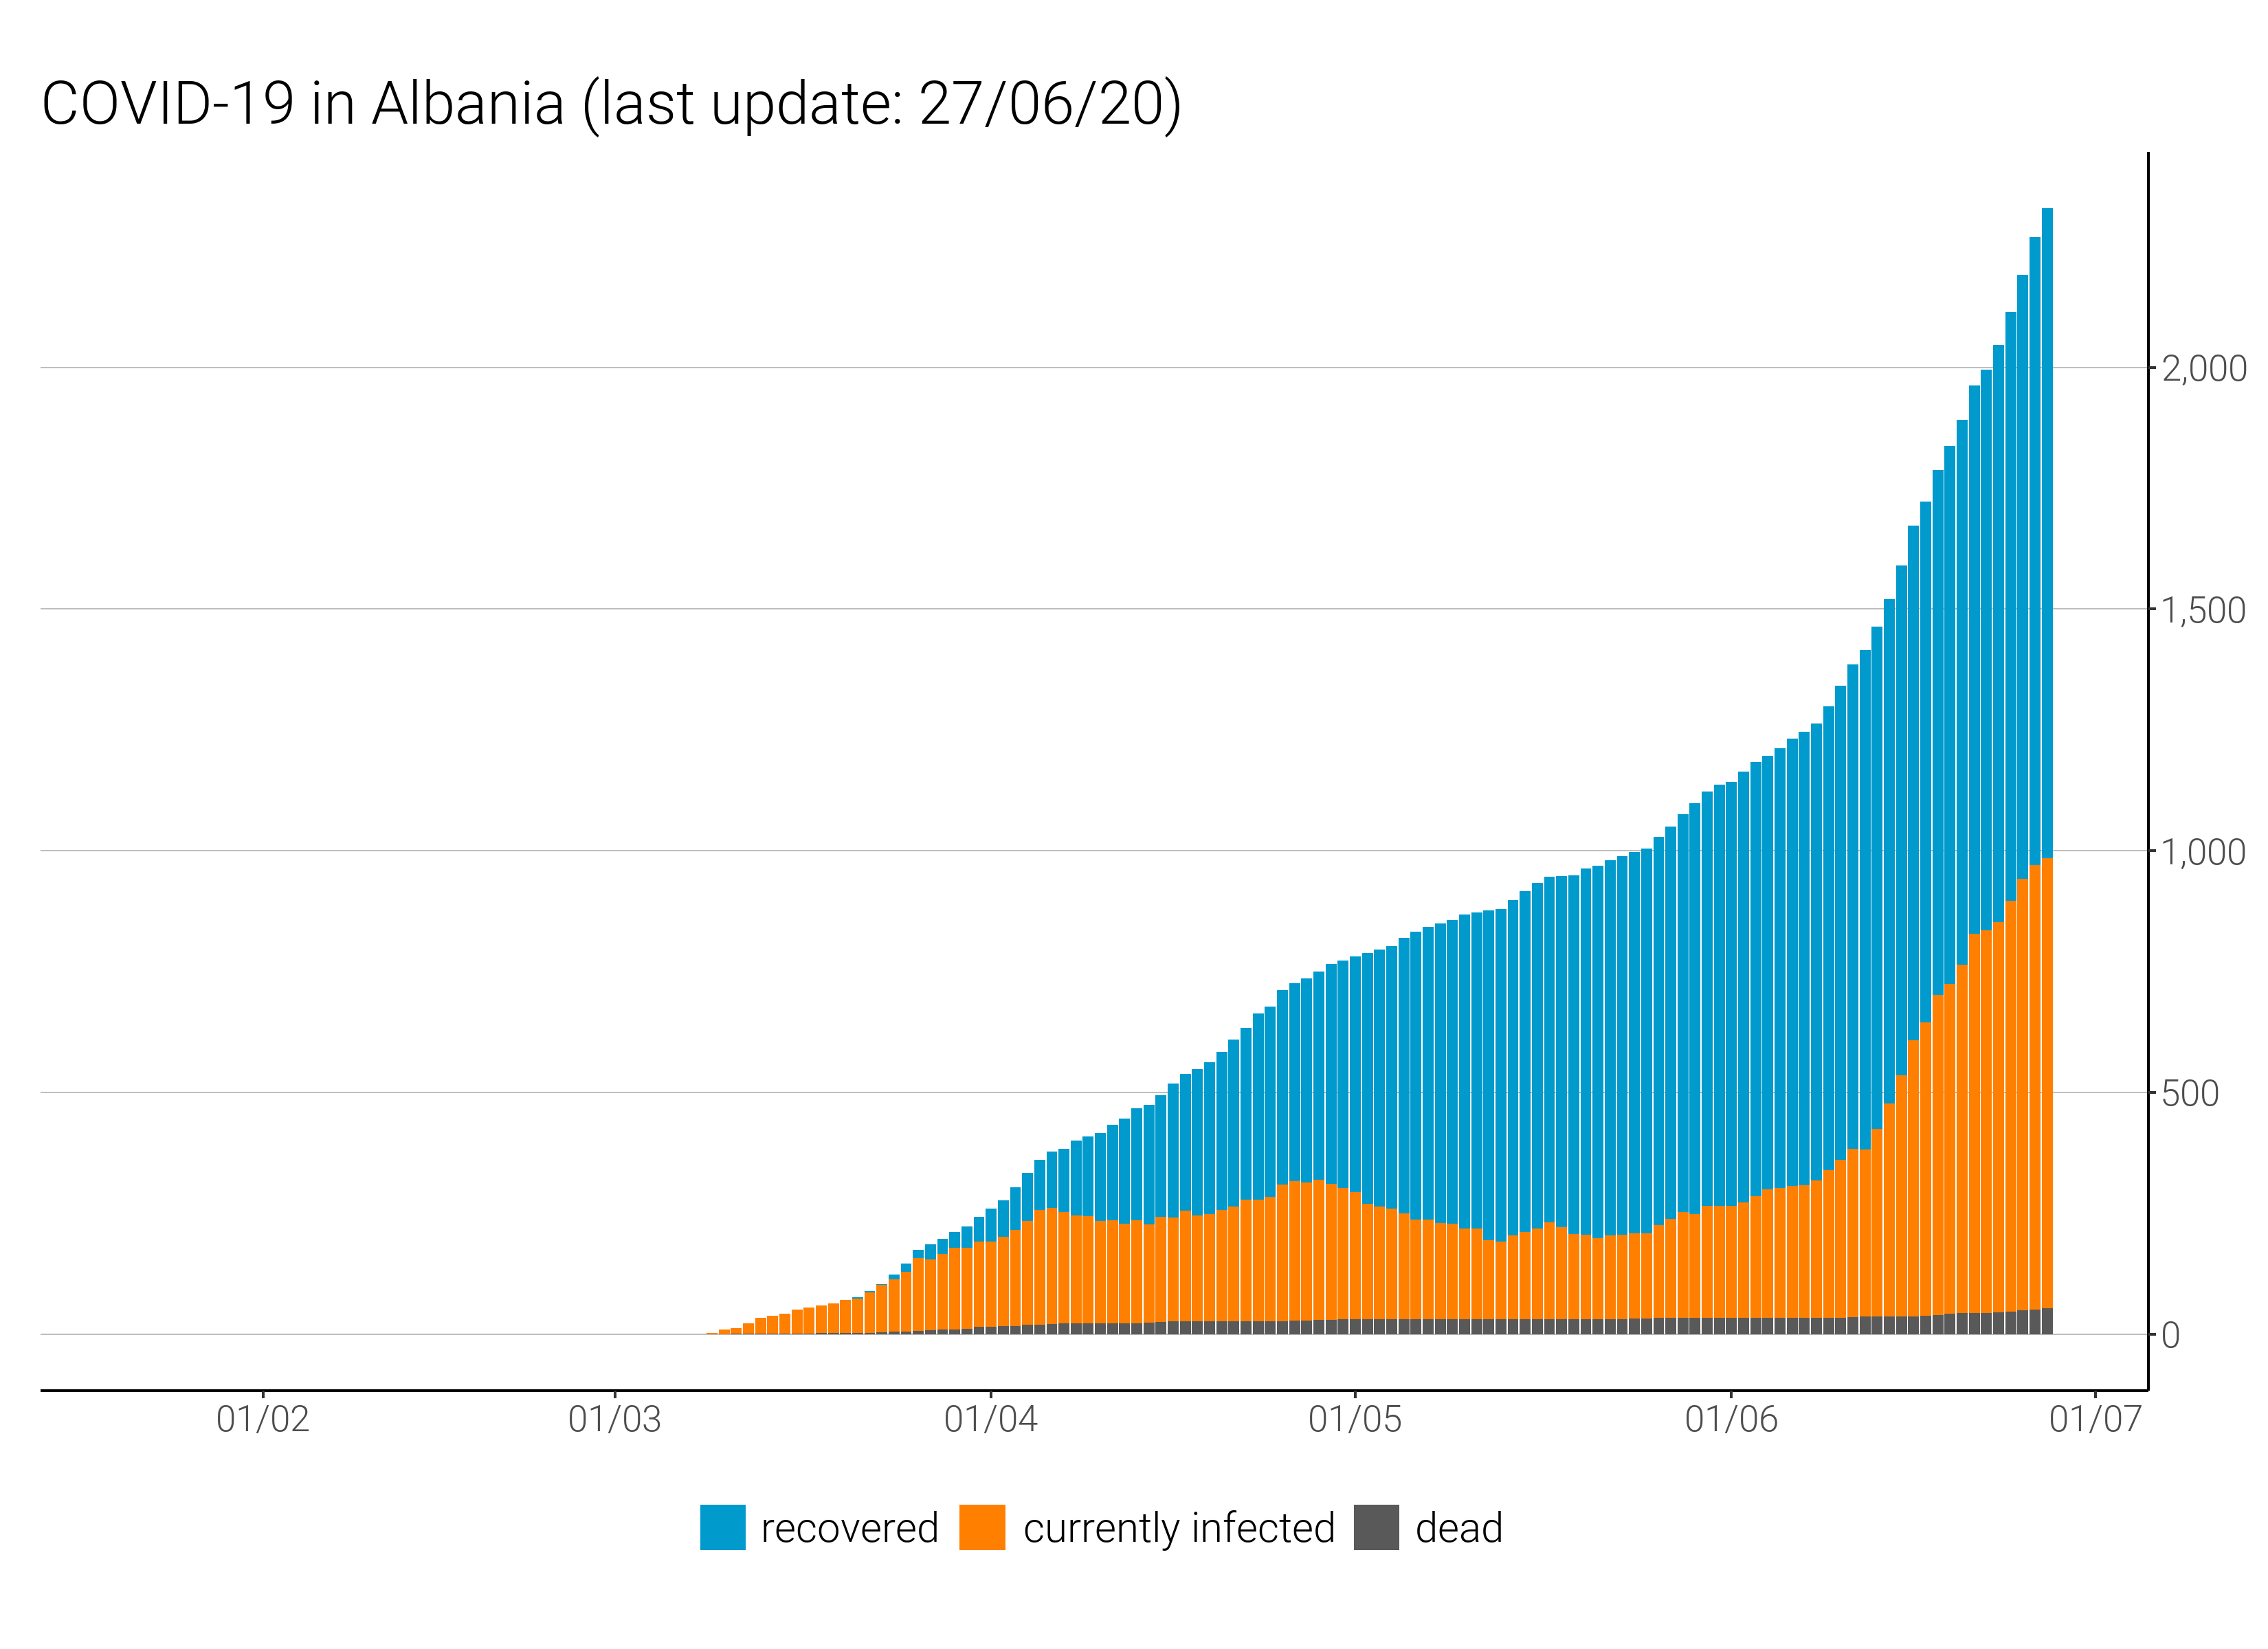 COVID-19 in Albania (last update: 27/06/20)
2,000
1,500
1,000
500
0
01/02 01/03 01/04 01/05 01/06 01/07
recovered currently infected dead